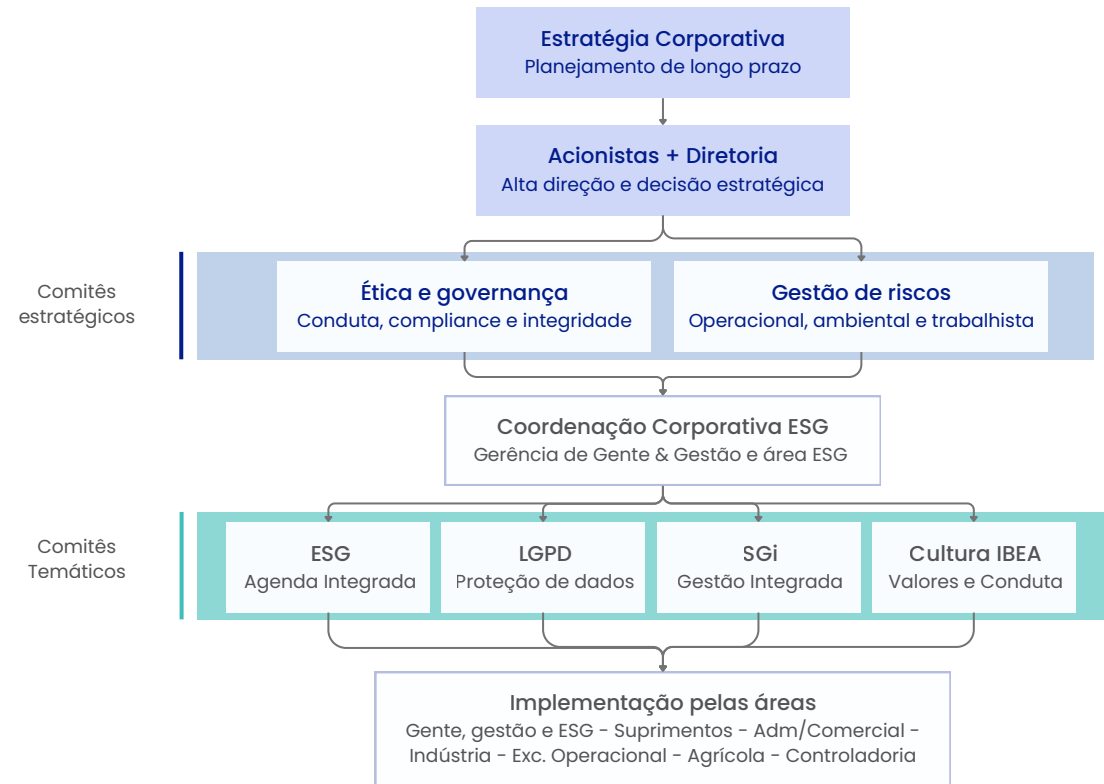 Estratégia Corporativa
Planejamento de longo prazo
Acionistas + Diretoria
Alta direção e decisão estratégica
Comitês
estratégicos
Ética e governança
Conduta, compliance e integridade
Gestão de riscos
Operacional, ambiental e trabalhista
Coordenação Corporativa ESG
Gerência de Gente & Gestão e área ESG
Comitês
Temáticos
ESG
Agenda Integrada
LGPD
Proteção de dados
SGi
Gestão Integrada
Cultura IBEA
Valores e Conduta
Implementação pelas áreas
Gente, gestão e ESG - Suprimentos - Adm/Comercial -
Indústria - Exc. Operacional - Agrícola - Controladoria